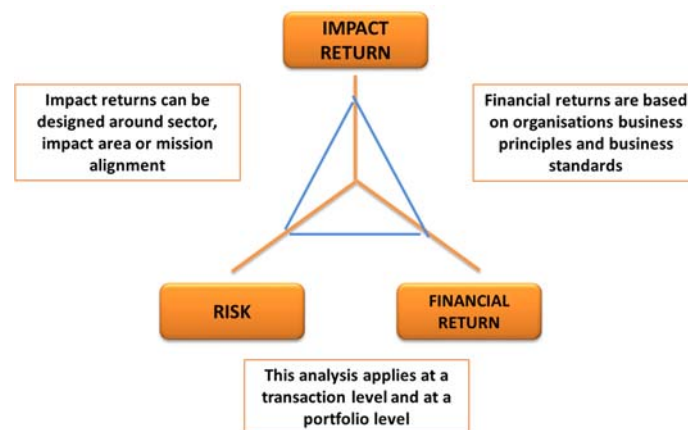 IMPACT
RETURN
Impact returns can be
designed around sector,
impact area or mission
alignment
Financial returns are based
on organisations business
principles and business
standards
RISK
FINANCIAL
RETURN
This analysis applies at a
transaction level and at a
portfolio level